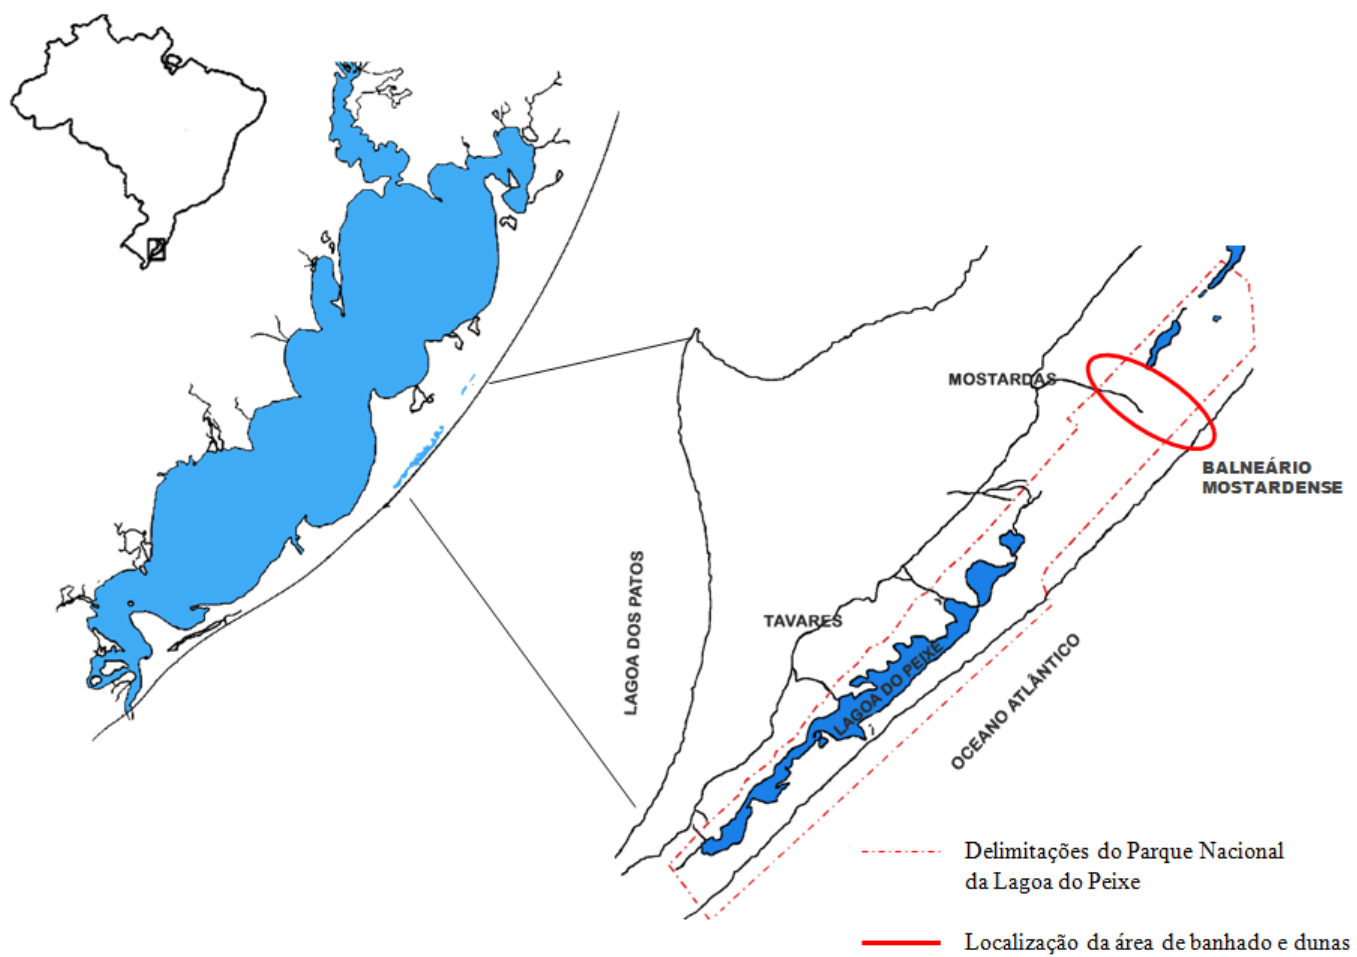 MOSTARDAS
BALNEÁRIO
MOSTARDENSE
LAGOA DOS PATOS
TAVARES
LAGOA DO PEIXE
OCEANO ATLÂNTICO
Delimitações do Parque Nacional
da Lagoa do Peixe
Localização da área de banhado e dunas